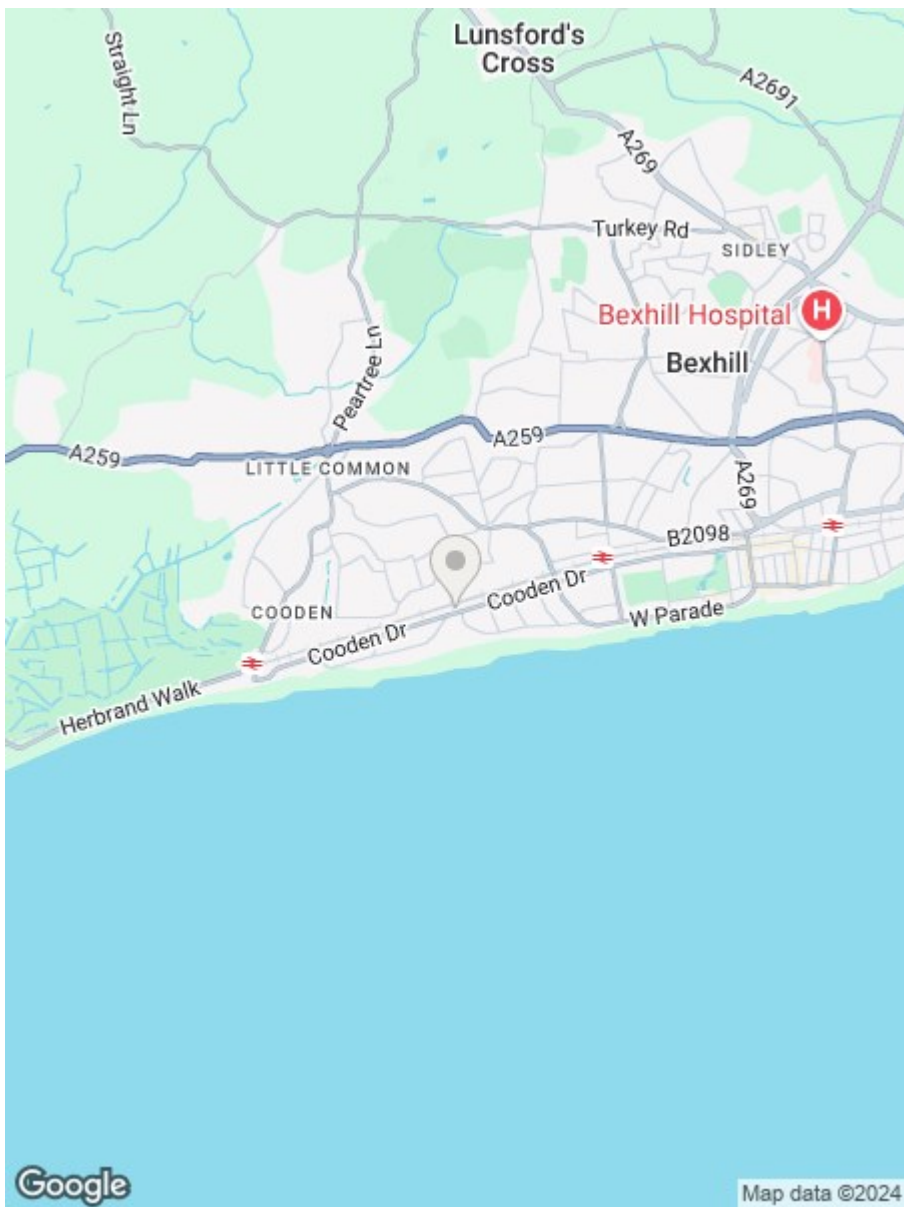 Lunsford's
Cross
Straight Ln
A2691
A269
Turkey Rd
SIDLEY
Bexhill Hospital
H
Bexhill
Peartree Ln
A259
A259
LITTLE COMMON
A269
B2098
Cooden Dr
COODEN
W Parade
Cooden Dr
Herbrand Walk
Google
Map data ©2024